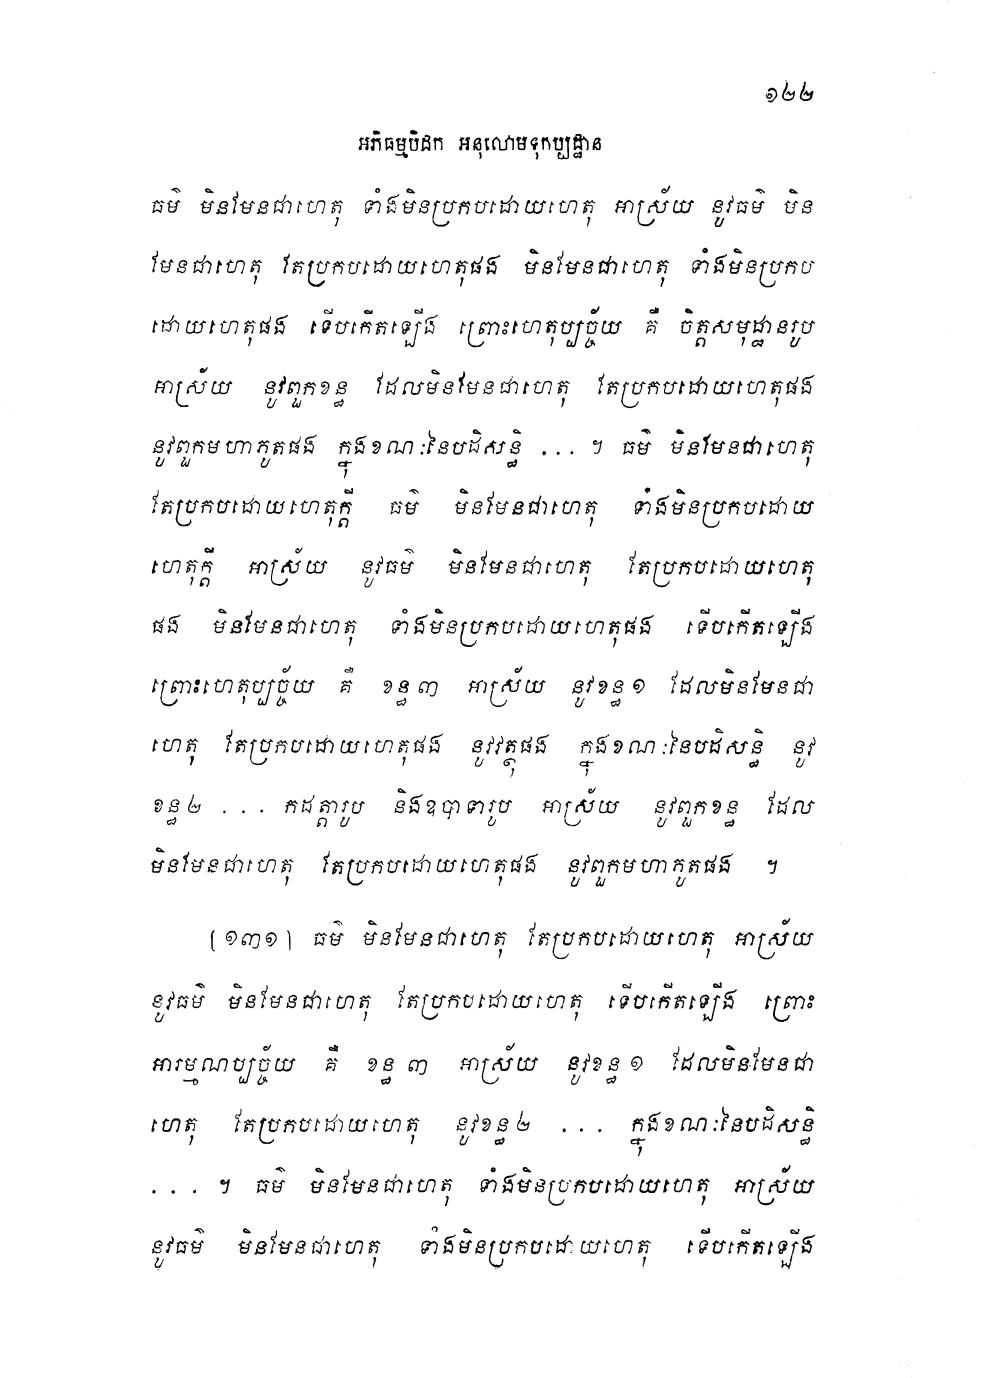 ១២២
អភិធម្មបិដក អនុលោមទុកប្បដ្ឋាន
ធម៌ មិនមែនជាហេតុ ទាំងមិនប្រកបដោយហេតុ អាស្រ័យ នូវធម៌ មិន
មែនជាហេតុ តែប្រកបដោយហេតុផង មិនមែនជាហេតុ ទាំងមិនប្រកប
ដោយហេតុផង ទើបកើតឡើង ព្រោះហេតុប្បច្ច័យ គឺ ចិត្តសមុដ្ឋានរូប
អាស្រ័យ នូវពួកខន្ធ ដែលមិនមែនជាហេតុ តែប្រកបដោយហេតុផង
នូវពួកមហាភូតផង ក្នុងខណៈនៃបដិសន្ធិ ... ។ ធម៌ មិនមែនជាហេតុ
តែប្រកបដោយហេតុក្តី ធម៌ មិនមែនជាហេតុ ទាំងមិនប្រកបដោយ
ហេតុក្តី អាស្រ័យ នូវធម៌ មិនមែនជាហេតុ តែប្រកបដោយហេតុ
ផង មិនមែនជាហេតុ ទាំងមិនប្រកបដោយហេតុផង ទើបកើតឡើង
ព្រោះហេតុប្បច្ច័យ គឺ ខន្ធ៣ អាស្រ័យ នូវខន្ធ១ ដែលមិនមែនជា
ហេតុ តែប្រកបដោយហេតុផង នូវវត្ថុផង ក្នុងខណៈនៃបដិសន្ធិ នូវ
ខន្ធ២ ... កដត្តារូប និងឧបាទារូប អាស្រ័យ នូវពួកខន្ធ ដែល
មិនមែនជាហេតុ តែប្រកបដោយហេតុផង នូវពួកមហាភូតផង ។
(១៣១) ធម៌ មិនមែនជាហេតុ តែប្រកបដោយហេតុ អាស្រ័យ
នូវធម៌ មិនមែនជាហេតុ តែប្រកបដោយហេតុ ទើបកើតឡើង ព្រោះ
អារម្មណប្បច្ច័យ គឺ ខន្ធ ៣ អាស្រ័យ នូវខន្ធ ១ ដែលមិនមែនជា
ហេតុ តែប្រកបដោយហេតុ នូវខន្ធ២ ... ក្នុងខណៈនៃបដិសន្ធិ
... ។ ធម៌ មិនមែនជាហេតុ ទាំងមិនប្រកបដោយហេតុ អាស្រ័យ
នូវធម៌ មិនមែនជាហេតុ ទាំងមិនប្រកបដោយហេតុ ទើបកើតឡើង